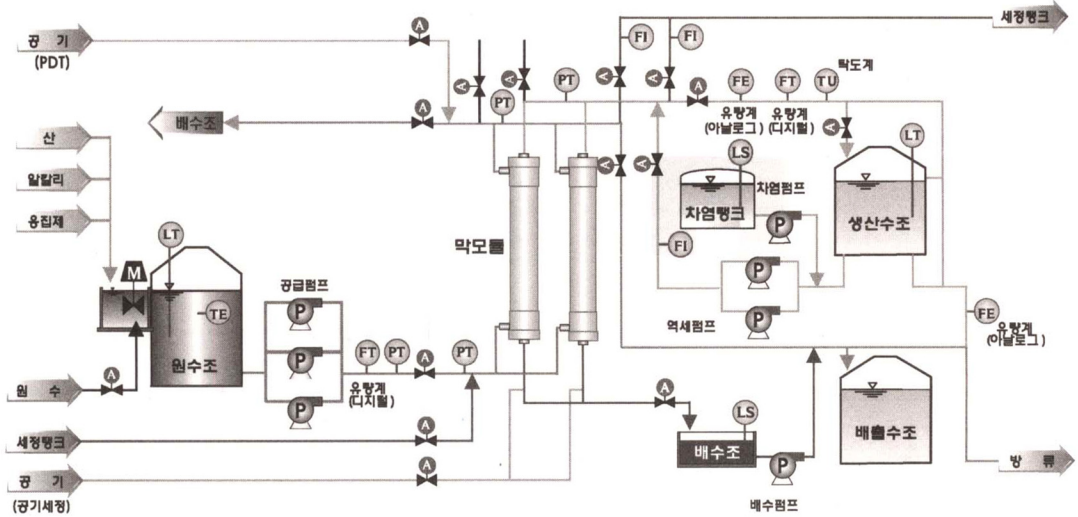 세정탱크
공 기
(PDT)
A
FI
FI
A
A
A
A
PT
PT
A
FE
FT
TU
탁도계
유량계
(아날로그)
유량계
(디지털)
A
배수조
A
PT
A
A
LS
LT
산
알칼리
응집제
차염탱크
차염펌프
P
생산수조
LT
M
TE
원수조
막모듈
FI
공급펌프
P
P
P
P
P
역세펌프
FE
유량계
(아날로그)
FT
PT
A
PT
유량계
(디지털)
원 수
A
세정탱크
A
A
LS
배수조
P
배수펌프
배출수조
공 기
(공기세정)
A
방 류